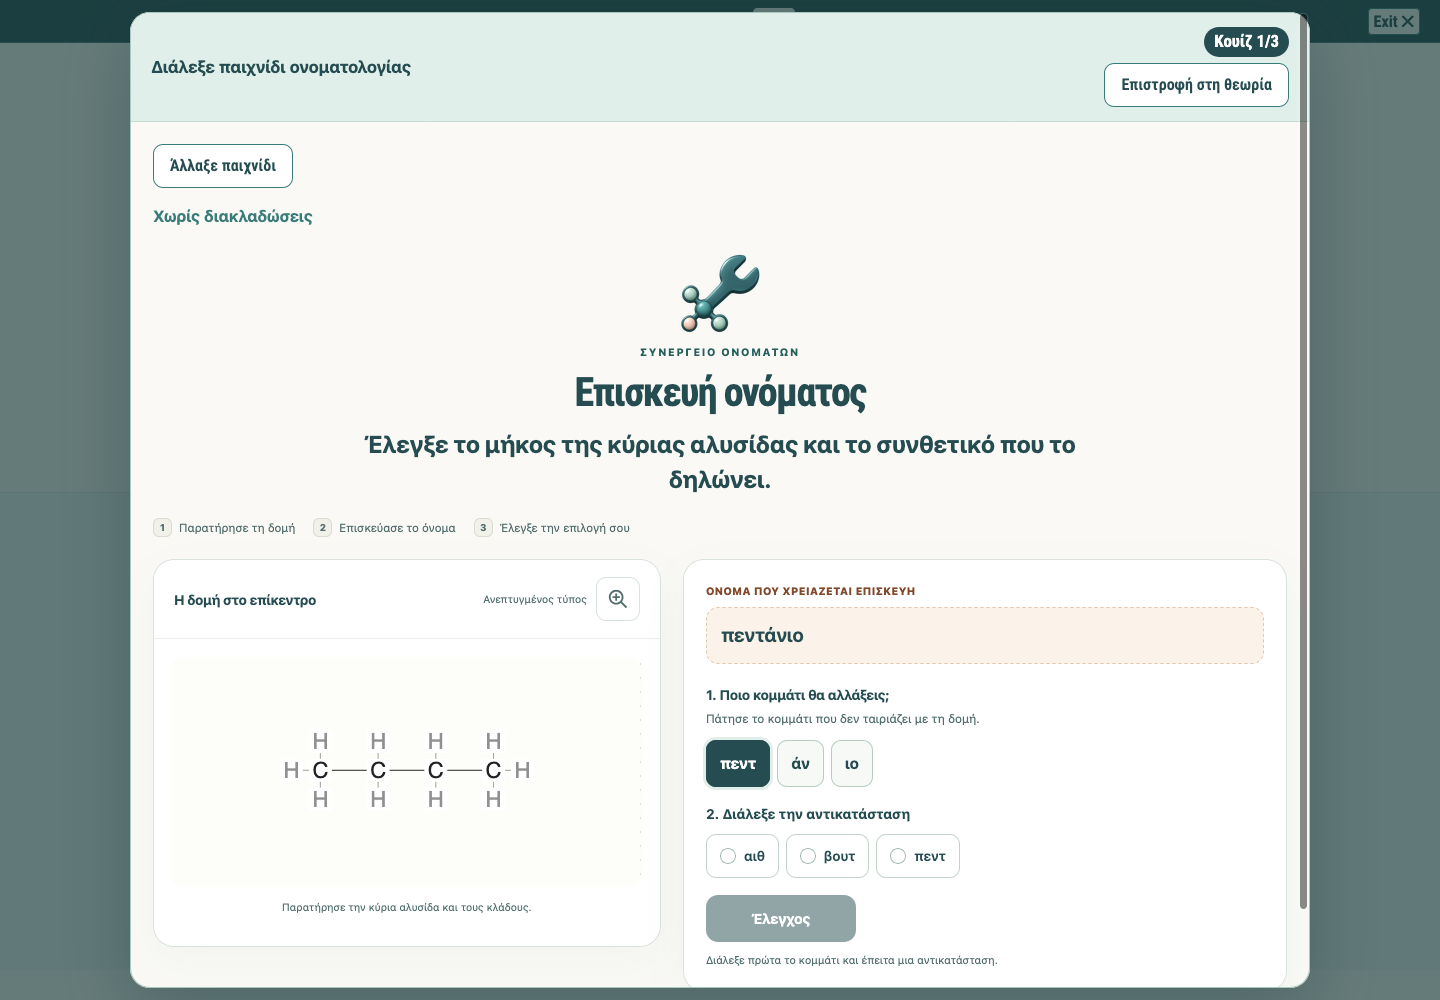 Exit
Διάλεξε παιχνίδι ονοματολογίας
Κουίζ 1/3
Επιστροφή στη θεωρία
Άλλαξε παιχνίδι
Χωρίς διακλαδώσεις
ΣΥΝΕΡΓΕΙΟ ΟΝΟΜΑΤΩΝ
Επισκευή ονόματος
Έλεγξε το μήκος της κύριας αλυσίδας και το συνθετικό που το
δηλώνει.
1 Παρατήρησε τη δομή 2 Επισκεύασε το όνομα 3 Έλεγξε την επιλογή σου
Η δομή στο επίκεντρο Ανεπτυγμένος τύπος
H H H H
H C C C C H
H H H H
Παρατήρησε την κύρια αλυσίδα και τους κλάδους.
ΟΝΟΜΑ ΠΟΥ ΧΡΕΙΑΖΕΤΑΙ ΕΠΙΣΚΕΥΗ
πεντάνιο
1. Ποιο κομμάτι θα αλλάξεις;
Πάτησε το κομμάτι που δεν ταιριάζει με τη δομή.
πεντ άν ιο
2. Διάλεξε την αντικατάσταση
αιθ βουτ πεντ
Έλεγχος
Διάλεξε πρώτα το κομμάτι και έπειτα μια αντικατάσταση.